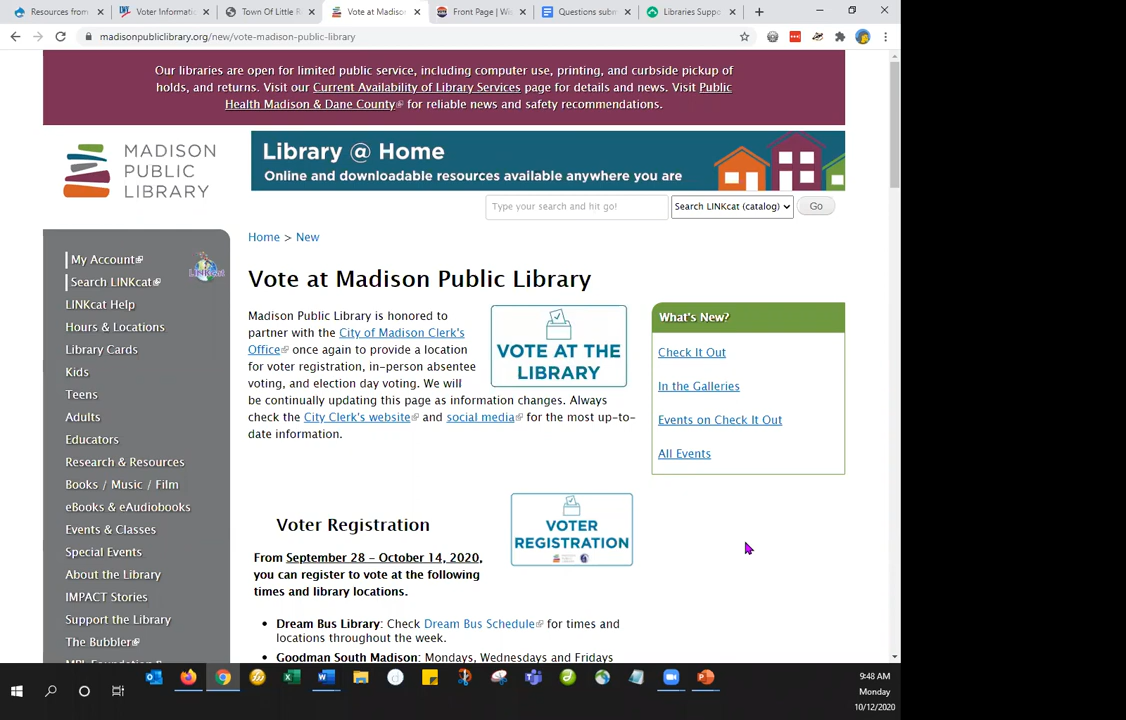 Resources from
Voter Informati
Town Of Little R
Vote at Madison
Front Page | Wis
Questions subm
Libraries Suppo
madisonpubliclibrary.org/new/vote-madison-public-library
Our libraries are open for limited public service, including computer use, printing, and curbside pickup of
holds, and returns. Visit our Current Availability of Library Services page for details and news. Visit Public
Health Madison & Dane County for reliable news and safety recommendations.
MADISON
PUBLIC
LIBRARY
Library @ Home
Online and downloadable resources available anywhere you are
Type your search and hit go!
Search LINKcat (catalog)
Go
My Account
Search LINKcat
LINKcat
LINKcat Help
Hours & Locations
Library Cards
Kids
Teens
Adults
Educators
Research & Resources
Books / Music / Film
eBooks & eAudiobooks
Events & Classes
Special Events
About the Library
IMPACT Stories
Support the Library
The Bubbler
MPL Foundation &
Home > New
Vote at Madison Public Library
Madison Public Library is honored to
partner with the City of Madison Clerk's
Office once again to provide a location
for voter registration, in-person absentee
voting, and election day voting. We will
be continually updating this page as information changes. Always
check the City Clerk's website and social media for the most up-to-
date information.
VOTE AT THE
LIBRARY
What's New?
Check It Out
In the Galleries
Events on Check It Out
All Events
Voter Registration
VOTER
REGISTRATION
From September 28 – October 14, 2020,
you can register to vote at the following
times and library locations.
• Dream Bus Library: Check Dream Bus Schedule for times and
locations throughout the week.
• Goodman South Madison: Mondays, Wednesdays and Fridays
9:48 AM
Monday
10/12/2020